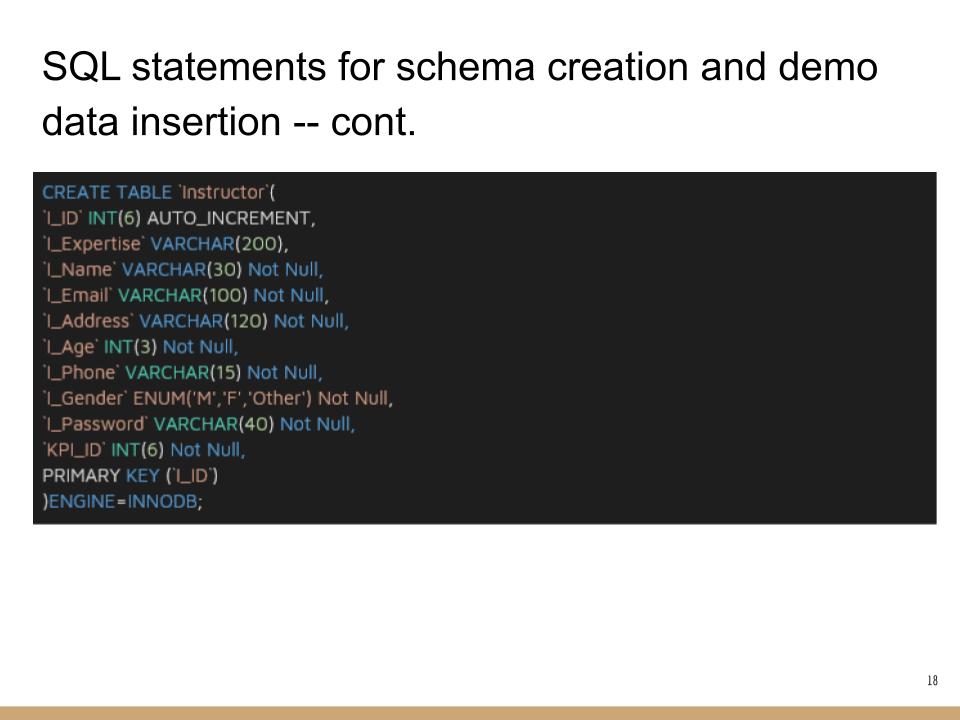 SQL statements for schema creation and demo
data insertion -- cont.
CREATE TABLE `Instructor`(
`I_ID` INT(6) AUTO_INCREMENT,
`I_Expertise` VARCHAR(200),
`I_Name` VARCHAR(30) Not Null,
`I_Email` VARCHAR(100) Not Null,
`I_Address` VARCHAR(120) Not Null,
`I_Age` INT(3) Not Null,
`I_Phone` VARCHAR(15) Not Null,
`I_Gender` ENUM('M','F','Other') Not Null,
`I_Password` VARCHAR(40) Not Null,
`KPI_ID` INT(6) Not Null,
PRIMARY KEY (`I_ID`)
)ENGINE=INNODB;
18